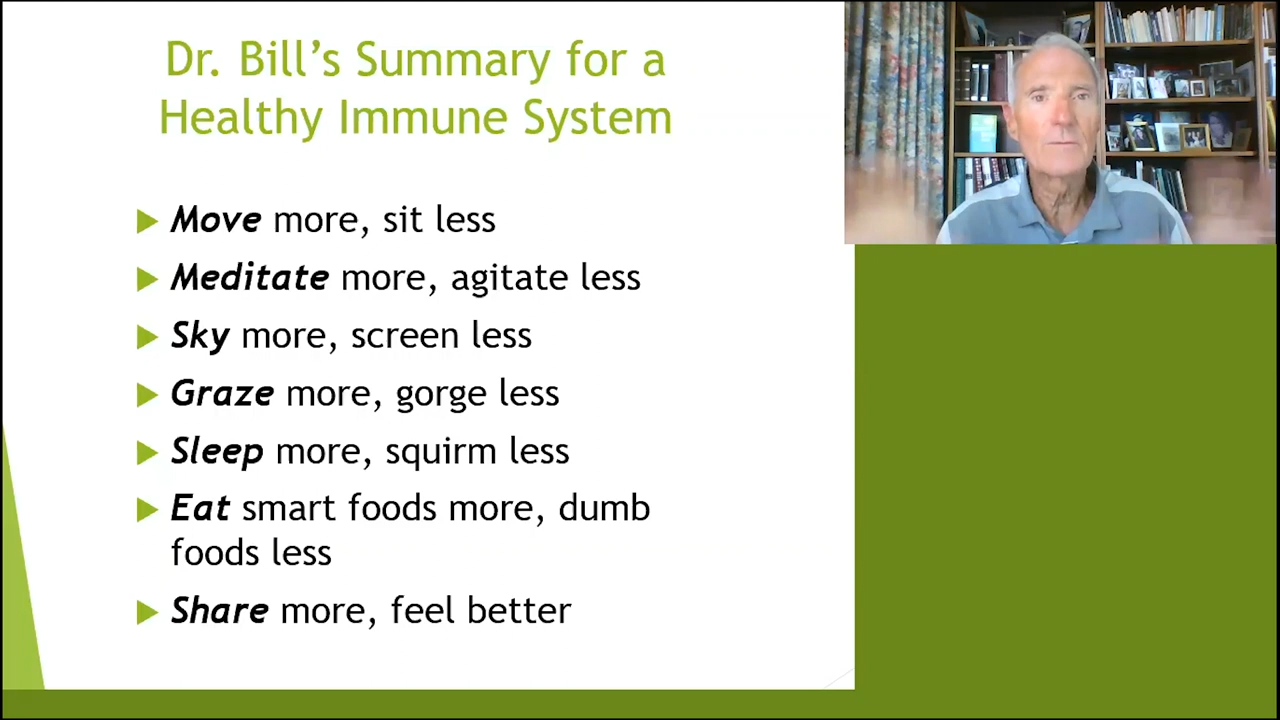 Dr. Bill’s Summary for a
Healthy Immune System
Move more, sit less
Meditate more, agitate less
Sky more, screen less
Graze more, gorge less
Sleep more, squirm less
Eat smart foods more, dumb
foods less
Share more, feel better